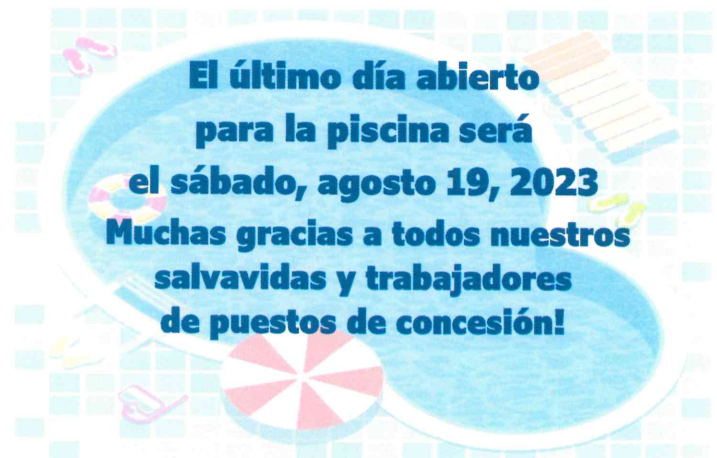 El último día abierto
para la piscina será
el sábado, agosto 19, 2023
Muchas gracias a todos nuestros
salvavidas y trabajadores
de puestos de concesión!